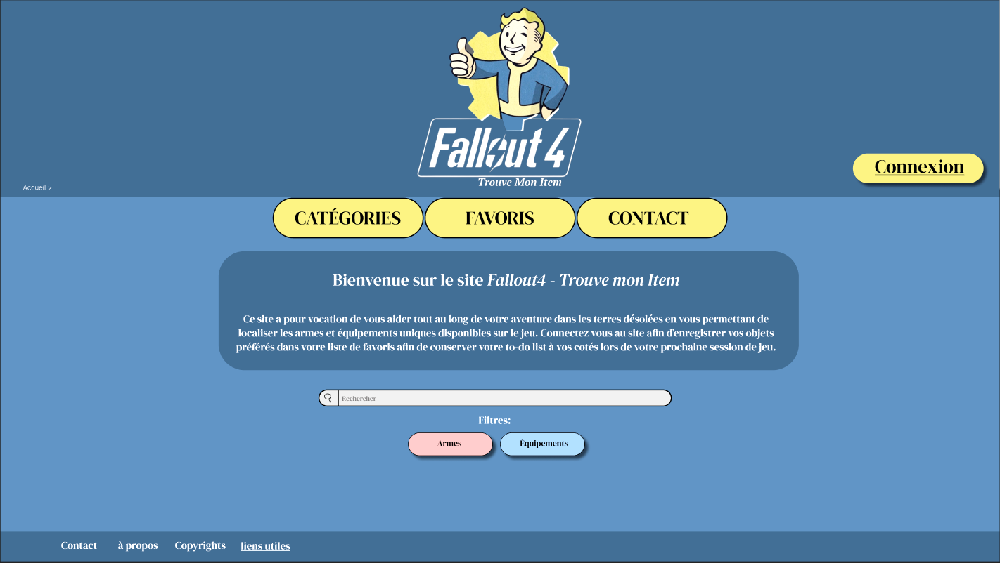 Fallout 4
Trouve Mon Item
Connexion
Accueil >
CATÉGORIES FAVORIS CONTACT
Bienvenue sur le site Fallout4 - Trouve mon Item
Ce site a pour vocation de vous aider tout au long de votre aventure dans les terres désolées en vous permettant de
localiser les armes et équipements uniques disponibles sur le jeu. Connectez vous au site afin d'enregistrer vos objets
préférés dans votre liste de favoris afin de conserver votre to-do list à vos cotés lors de votre prochaine session de jeu.
Rechercher
Filtres:
Armes Équipements
Contact à propos Copyrights liens utiles